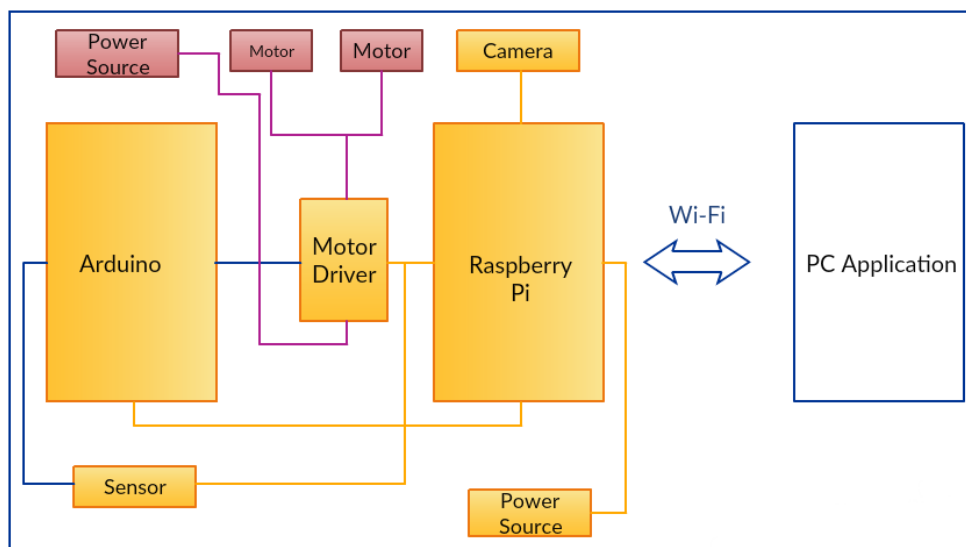 Power
Source
Motor
Motor
Camera
Arduino
Motor
Driver
Raspberry
Pi
Wi-Fi
PC Application
Sensor
Power
Source